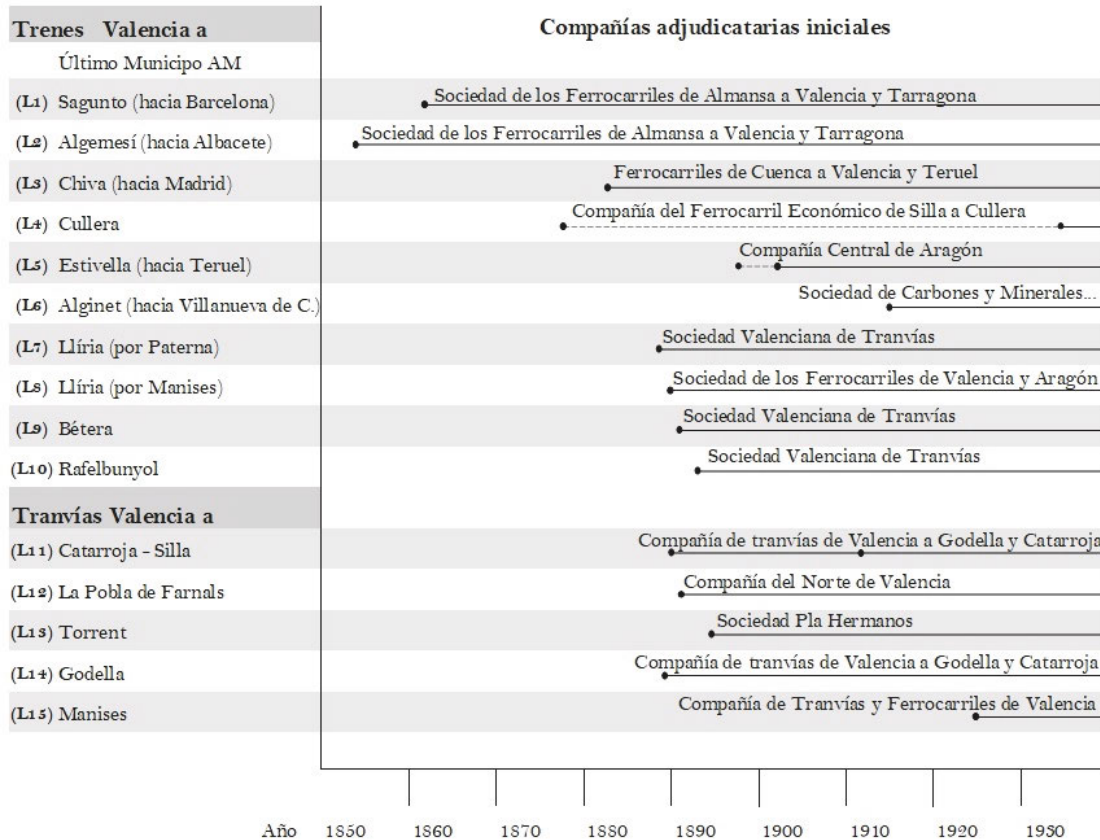 Trenes Valencia a Compañías adjudicatarias iniciales
Último Municipo AM
(L1) Sagunto (hacia Barcelona) Sociedad de los Ferrocarriles de Almansa a Valencia y Tarragona
(L2) Algemesí (hacia Albacete) Sociedad de los Ferrocarriles de Almansa a Valencia y Tarragona
(L3) Chiva (hacia Madrid) Ferrocarriles de Cuenca a Valencia y Teruel
(L4) Cullera Compañía del Ferrocarril Económico de Silla a Cullera
(L5) Estivella (hacia Teruel) Compañía Central de Aragón
(L6) Alginet (hacia Villanueva de C.) Sociedad de Carbones y Minerales...
(L7) Llíria (por Paterna) Sociedad Valenciana de Tranvías
(L8) Llíria (por Manises) Sociedad de los Ferrocarriles de Valencia y Aragón
(L9) Bétera Sociedad Valenciana de Tranvías
(L10) Rafelbunyol Sociedad Valenciana de Tranvías
Tranvías Valencia a
(L11) Catarroja - Silla Compañía de tranvías de Valencia a Godella y Catarroja
(L12) La Pobla de Farnals Compañía del Norte de Valencia
(L13) Torrent Sociedad Pla Hermanos
(L14) Godella Compañía de tranvías de Valencia a Godella y Catarroja
(L15) Manises Compañía de Tranvías y Ferrocarriles de Valencia
Año 1850 1860 1870 1880 1890 1900 1910 1920 1930